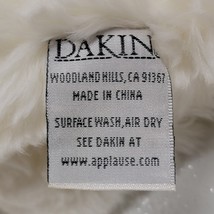 DAKIN
WOODLAND HILLS, CA 91367
MADE IN CHINA
SURFACE WASH, AIR DRY
SEE DAKIN AT
www.applause.com